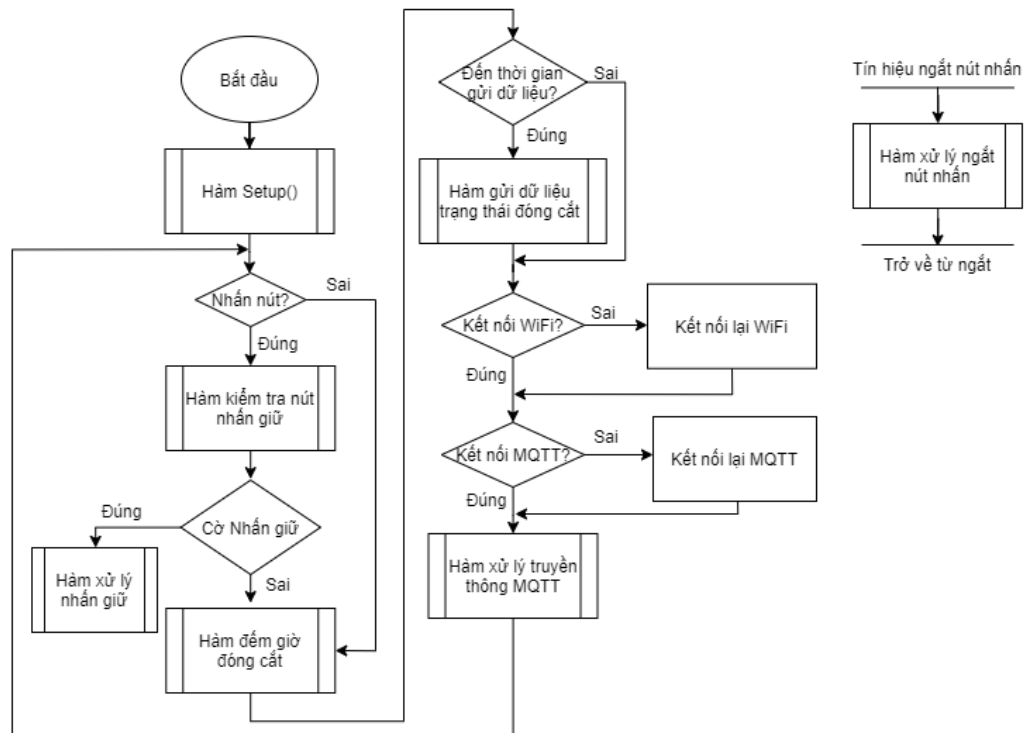 Bắt đầu
Hàm Setup()
Nhấn nút?
Sai
Đúng
Hàm kiểm tra nút
nhấn giữ
Cờ Nhấn giữ
Đúng
Hàm xử lý
nhấn giữ
Sai
Hàm đếm giờ
đóng cắt
Đến thời gian
gửi dữ liệu?
Sai
Đúng
Hàm gửi dữ liệu
trạng thái đóng cắt
Kết nối WiFi?
Sai
Kết nối lại WiFi
Đúng
Kết nối MQTT?
Sai
Kết nối lại MQTT
Đúng
Hàm xử lý truyền
thông MQTT
Tín hiệu ngắt nút nhấn
Hàm xử lý ngắt
nút nhấn
Trở về từ ngắt